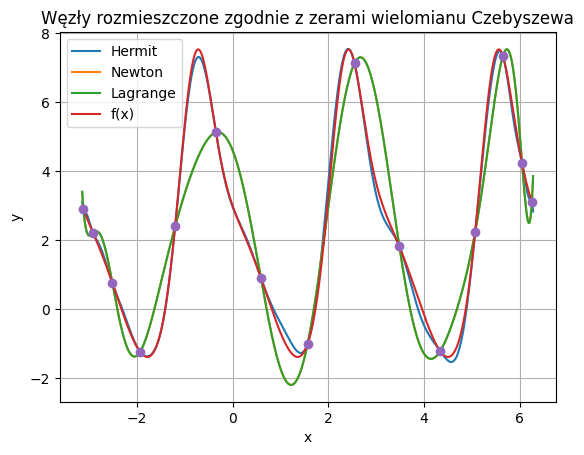 Węzły rozmieszczone zgodnie z zerami wielomianu Czebyszewa
8
6
4
2
0
−2
y
Hermit
Newton
Lagrange
f(x)
−2
0
2
4
6
x